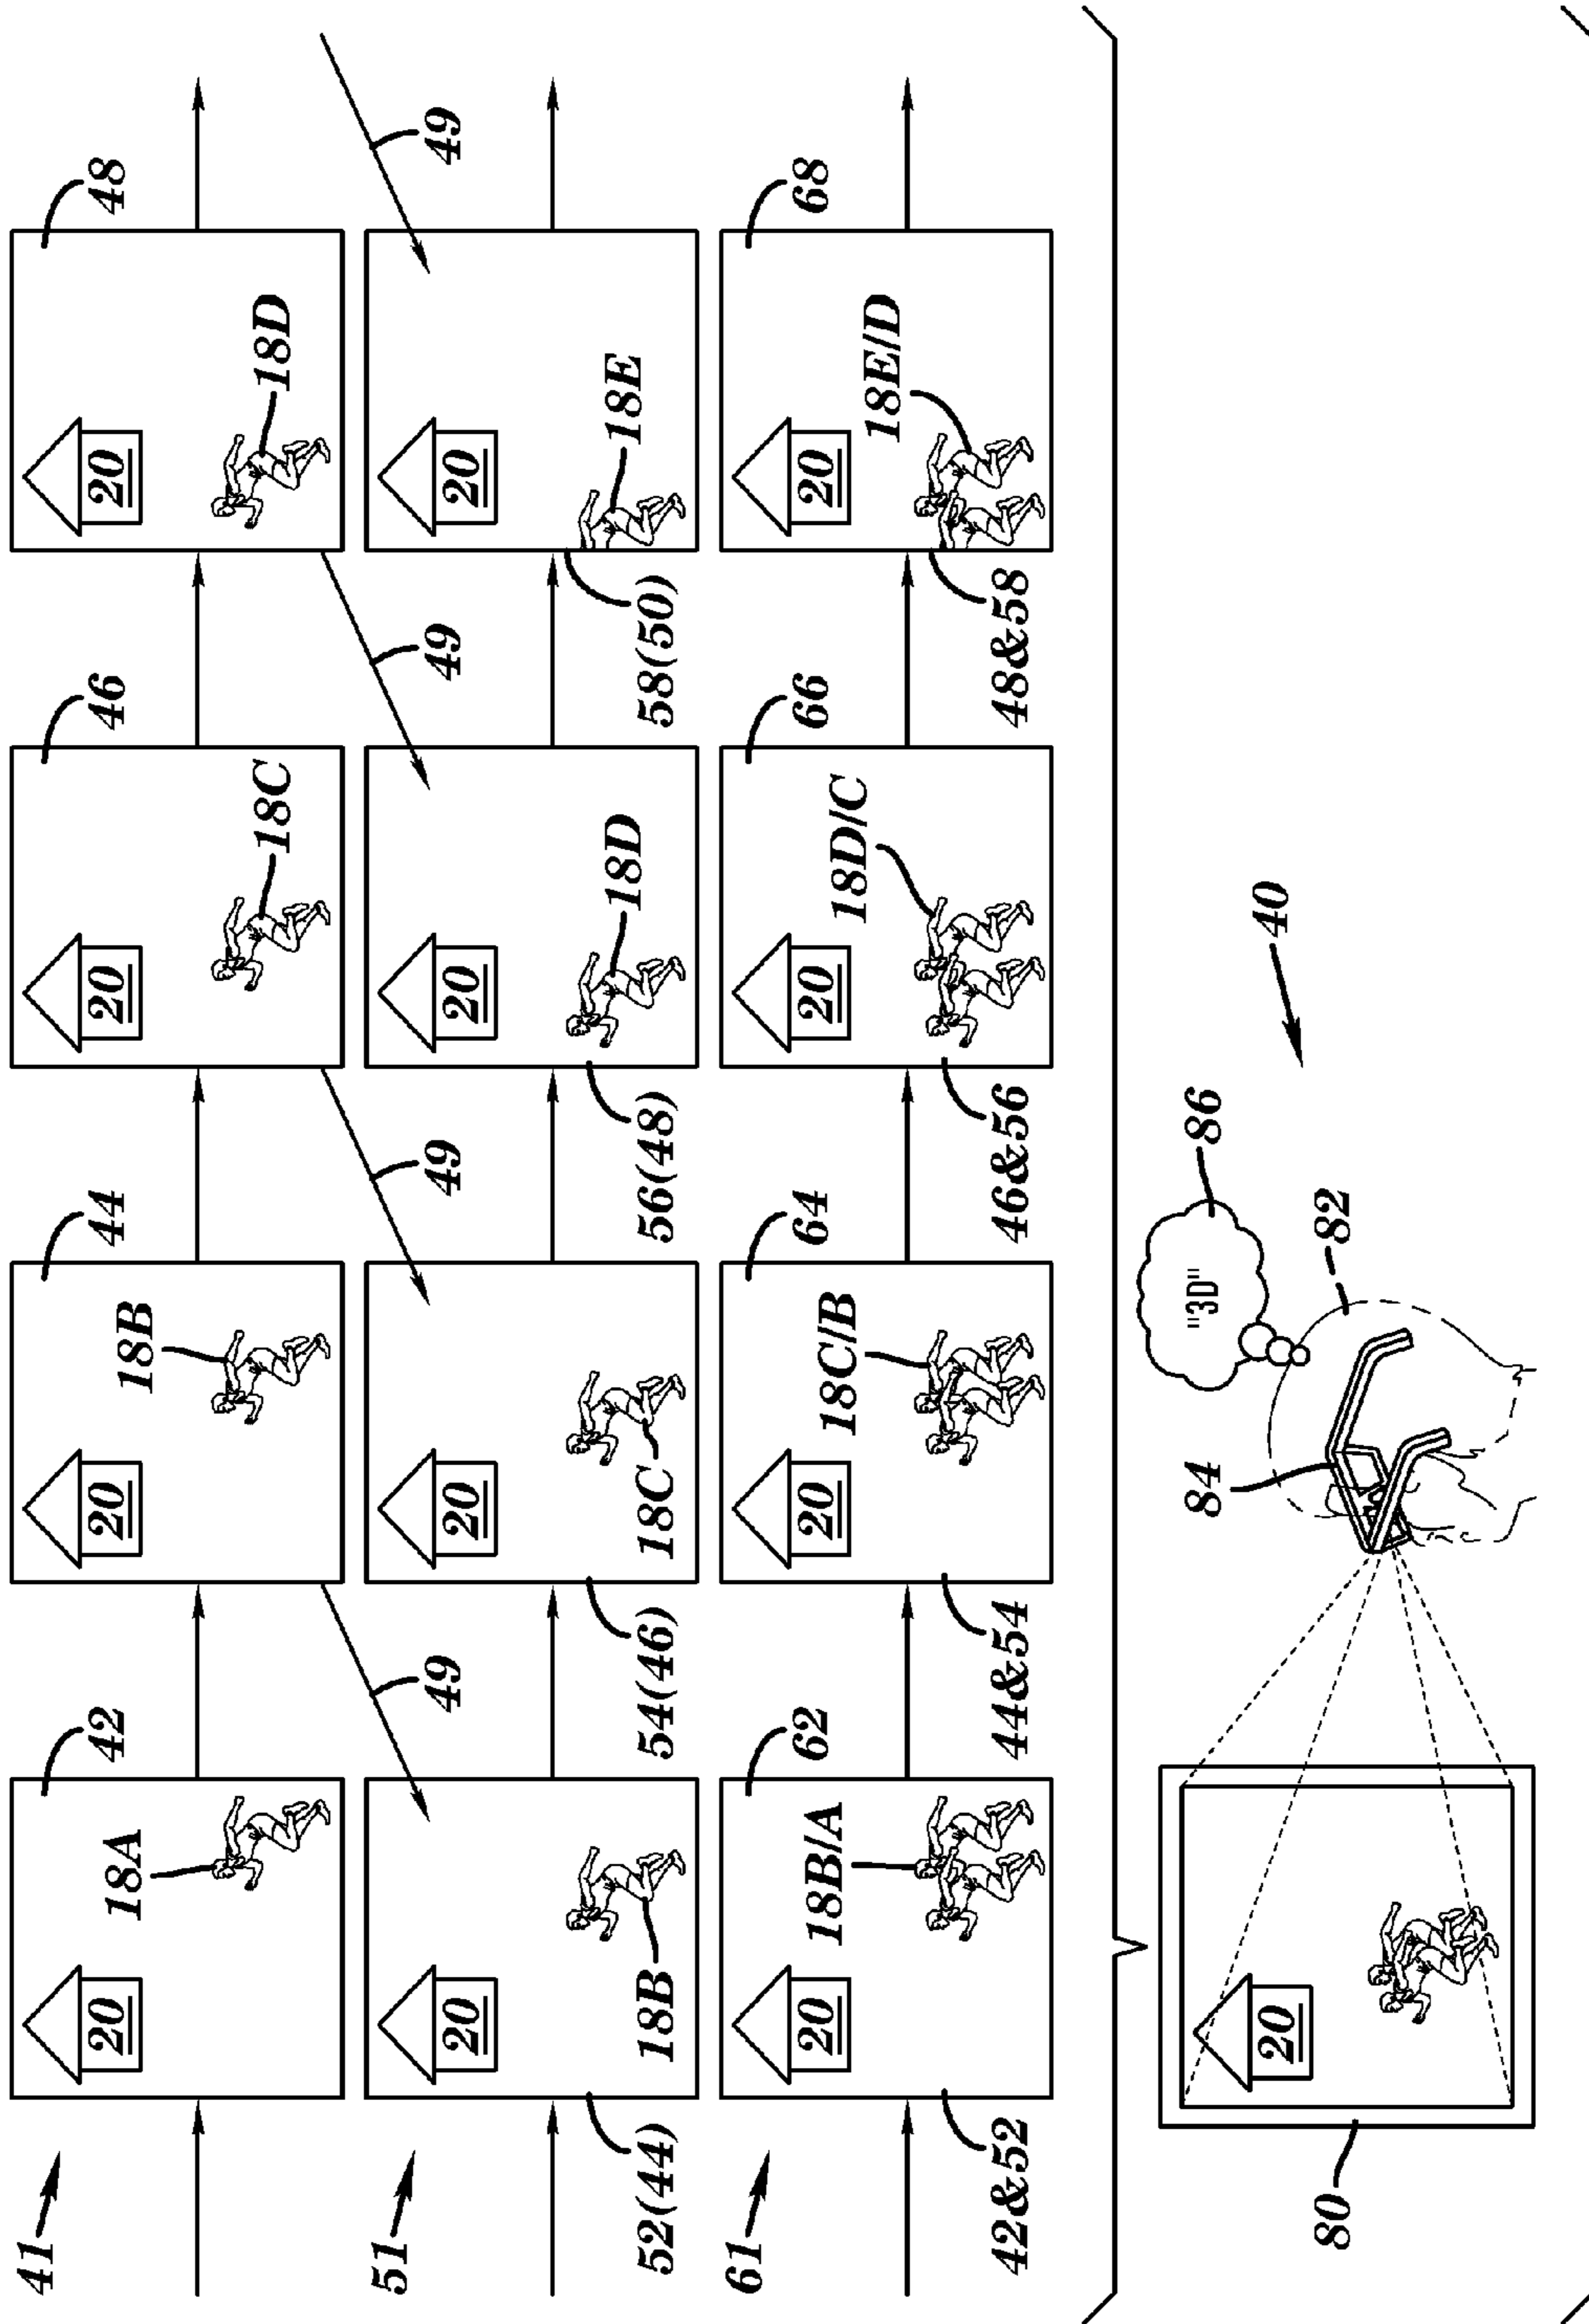 41
20 18A 42 20 18B 44 20 46 20 48
18C 18D
51
49 49 49 49
20 20 20 20
18D 18E
52(44) 18B 54(46) 18C 56(48) 58(50)
61
20 18B/A 62 20 18C/B 64 20 18D/C 66 20 68
18E/D
42&52 44&54 46&56 48&58
84 "3D" 86
40
20
80 82